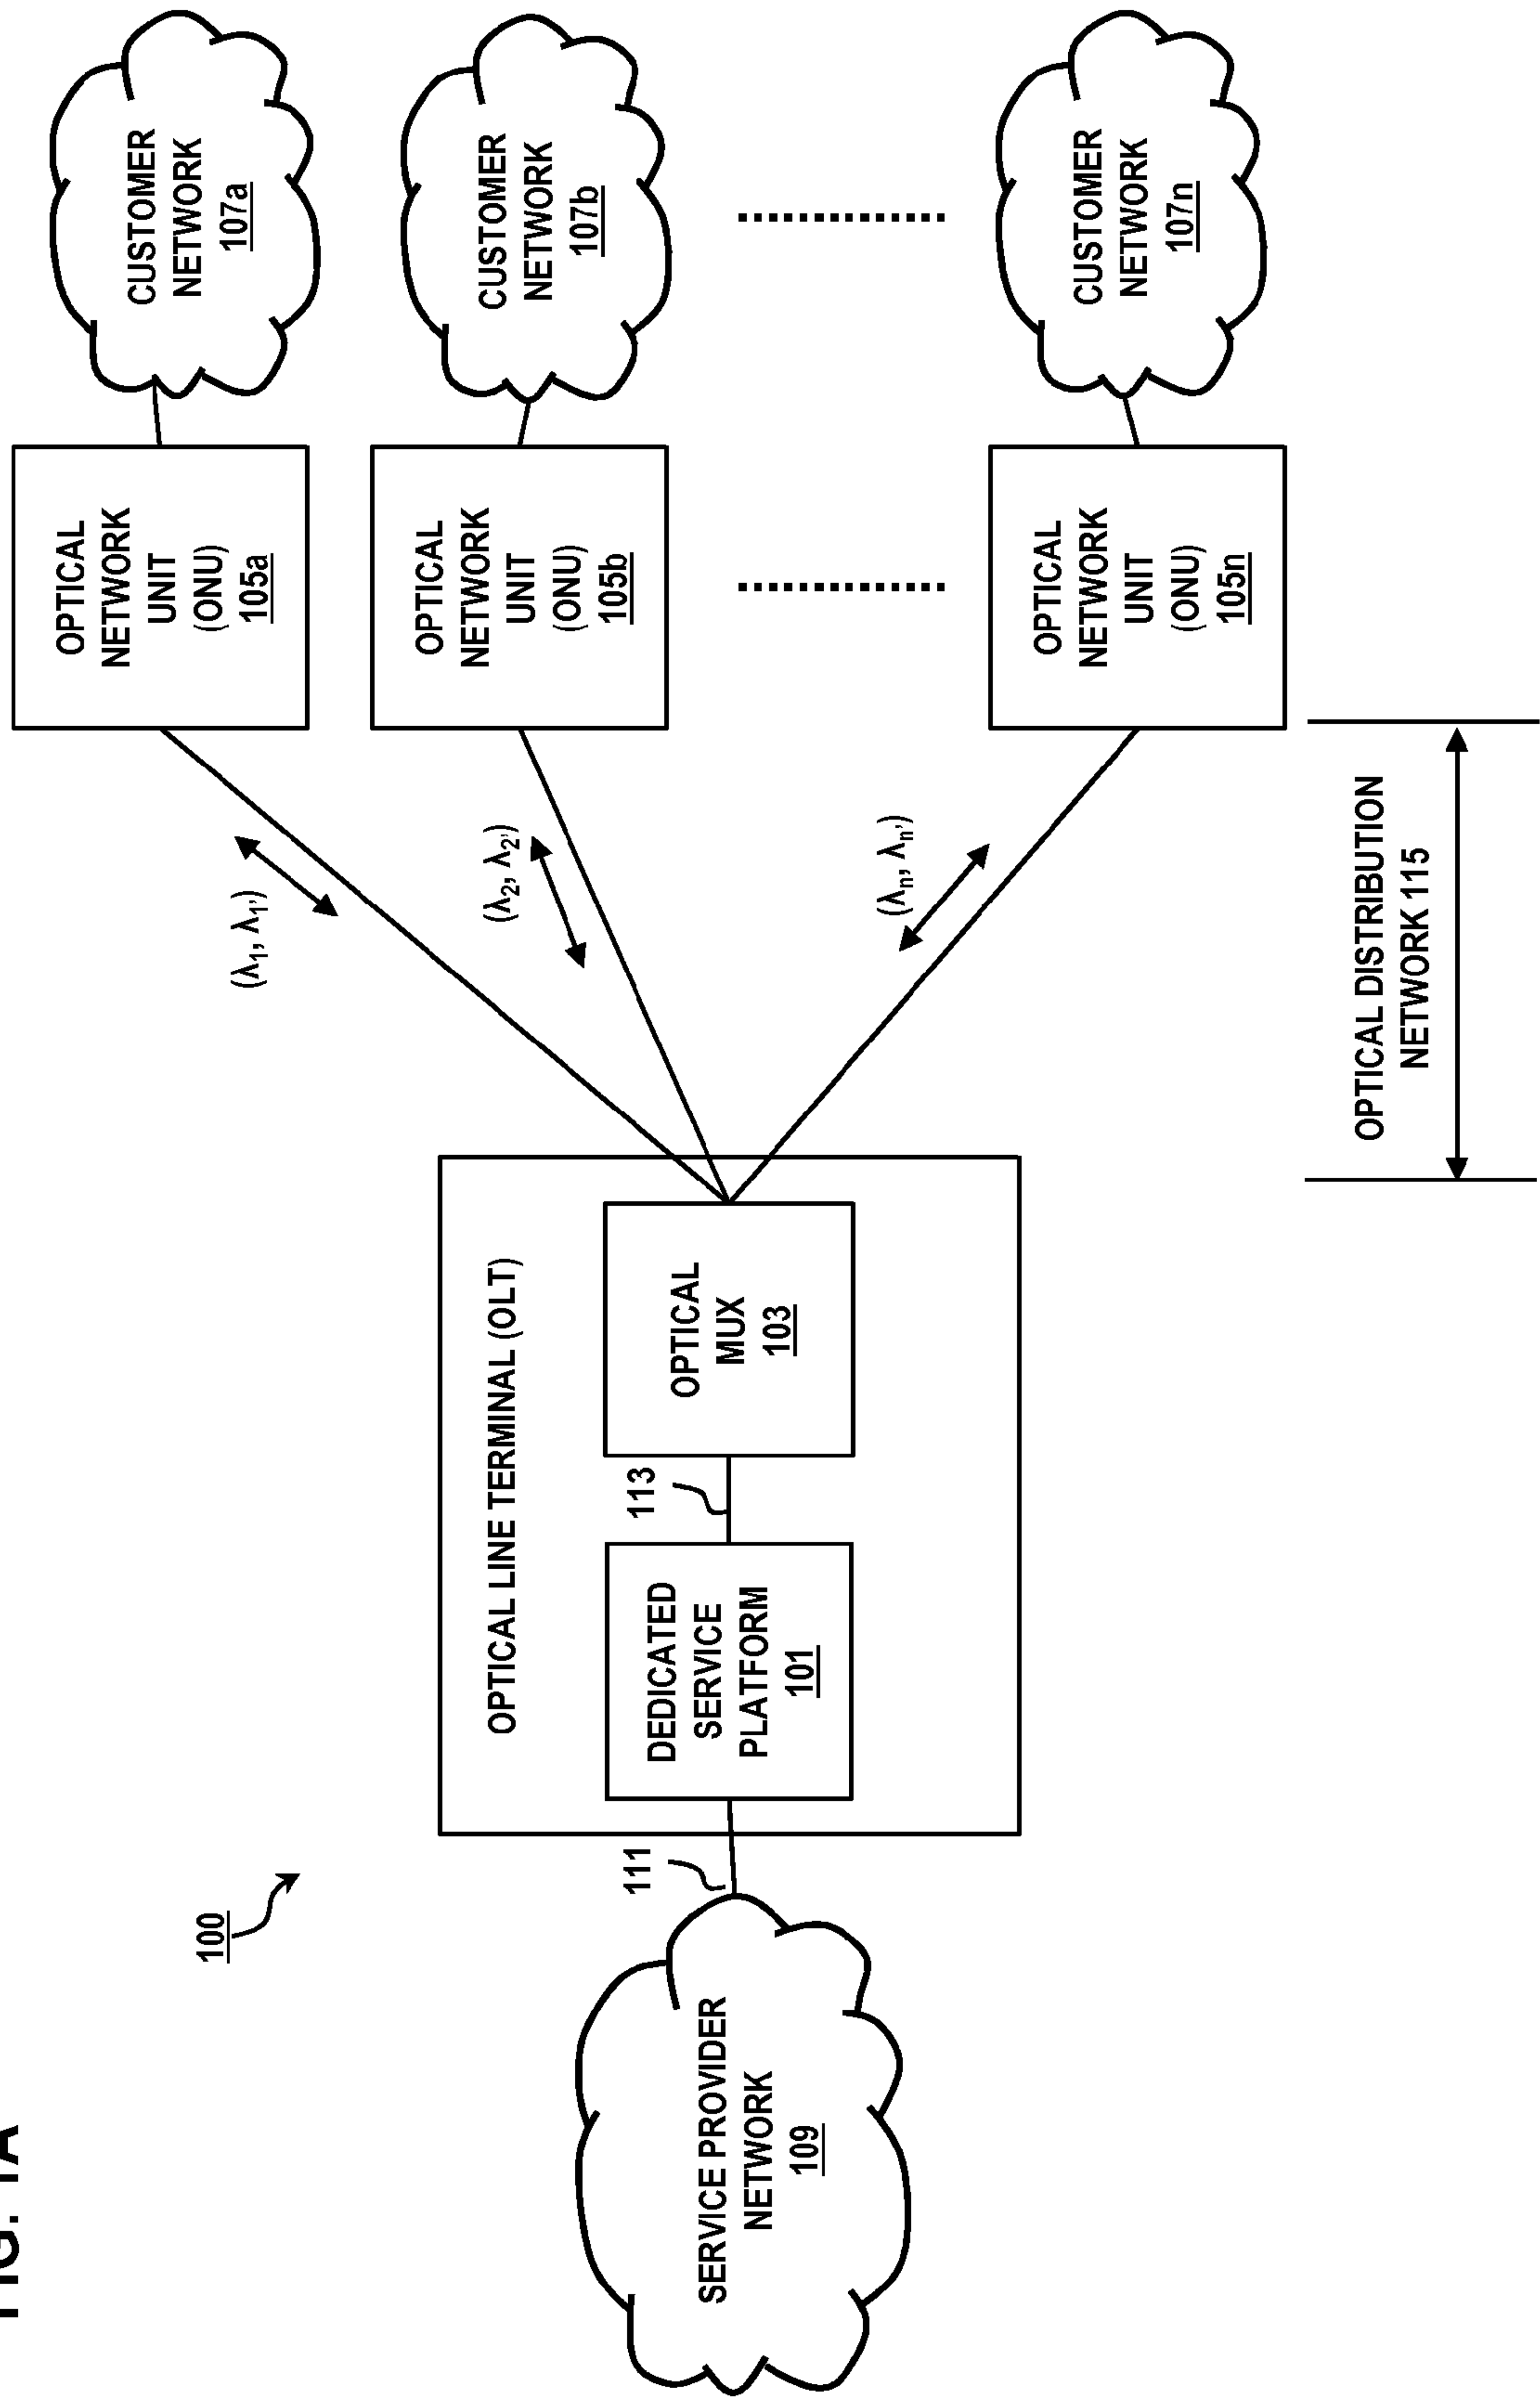 FIG. 1A
100
SERVICE PROVIDER
NETWORK
109
111
OPTICAL LINE TERMINAL (OLT)
DEDICATED
SERVICE
PLATFORM
101
113
OPTICAL
MUX
103
(λ1, λ1')
(λ2, λ2')
(λn, λn')
OPTICAL
NETWORK
UNIT
(ONU)
105a
OPTICAL
NETWORK
UNIT
(ONU)
105b
OPTICAL
NETWORK
UNIT
(ONU)
105n
CUSTOMER
NETWORK
107a
CUSTOMER
NETWORK
107b
CUSTOMER
NETWORK
107n
OPTICAL DISTRIBUTION
NETWORK 115